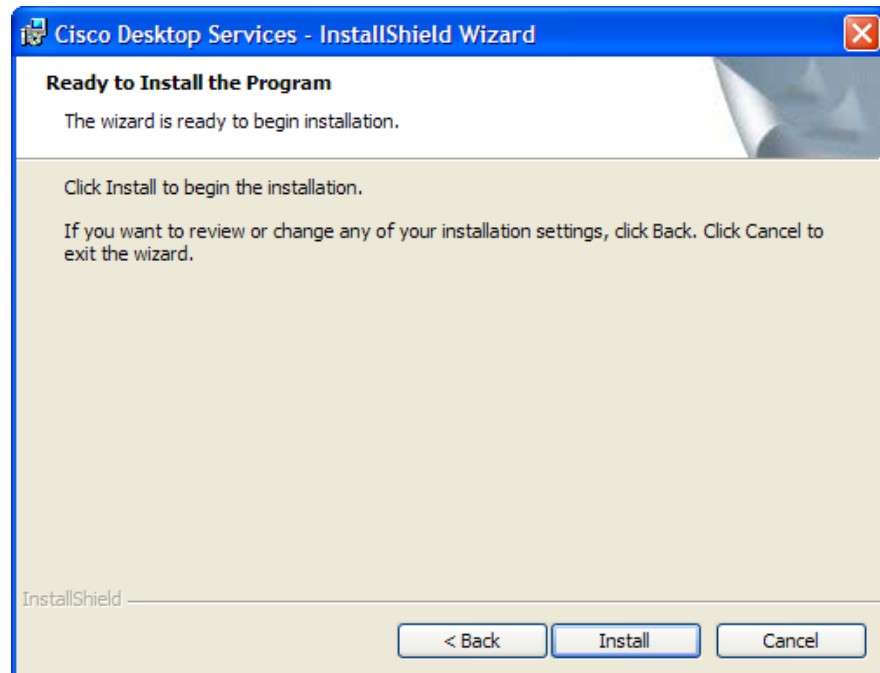 Cisco Desktop Services - InstallShield Wizard
Ready to Install the Program
The wizard is ready to begin installation.
Click Install to begin the installation.
If you want to review or change any of your installation settings, click Back. Click Cancel to
exit the wizard.
InstallShield
< Back Install Cancel